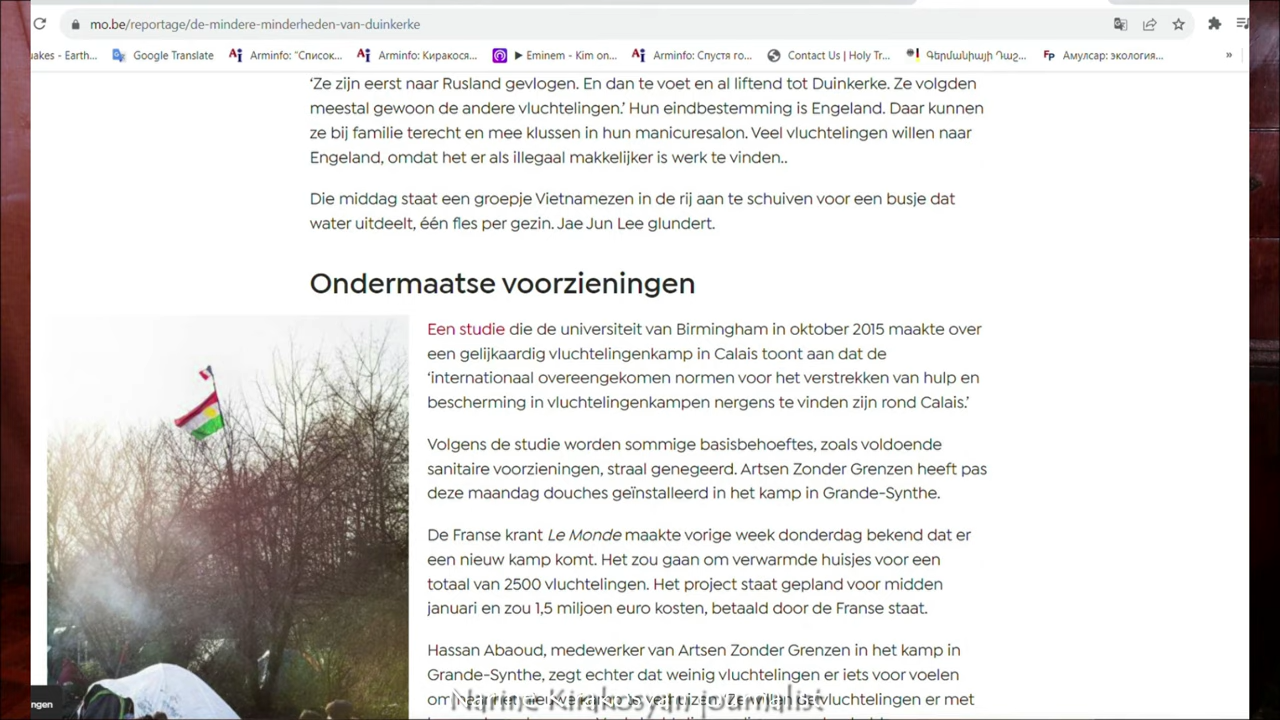 mo.be/reportage/de-mindere-minderheden-van-duinkerke
uakes - Earth... Google Translate Arminfo: “Список... Arminfo: Киракося... ► Eminem - Kim on... Arminfo: Спустя го... Contact Us | Holy Tr... Գերմանիայի Դաշ... Амулсар: экология... »
‘Ze zijn eerst naar Rusland gevlogen. En dan te voet en al liftend tot Duinkerke. Ze volgden
meestal gewoon de andere vluchtelingen.’ Hun eindbestemming is Engeland. Daar kunnen
ze bij familie terecht en mee klussen in hun manicuresalon. Veel vluchtelingen willen naar
Engeland, omdat het er als illegaal makkelijker is werk te vinden..
Die middag staat een groepje Vietnamezen in de rij aan te schuiven voor een busje dat
water uitdeelt, één fles per gezin. Jae Jun Lee glundert.
Ondermaatse voorzieningen
Een studie die de universiteit van Birmingham in oktober 2015 maakte over
een gelijkaardig vluchtelingenkamp in Calais toont aan dat de
‘internationaal overeengekomen normen voor het verstrekken van hulp en
bescherming in vluchtelingenkampen nergens te vinden zijn rond Calais.’
Volgens de studie worden sommige basisbehoeftes, zoals voldoende
sanitaire voorzieningen, straal genegeerd. Artsen Zonder Grenzen heeft pas
deze maandag douches geïnstalleerd in het kamp in Grande-Synthe.
De Franse krant Le Monde maakte vorige week donderdag bekend dat er
een nieuw kamp komt. Het zou gaan om verwarmde huisjes voor een
totaal van 2500 vluchtelingen. Het project staat gepland voor midden
januari en zou 1,5 miljoen euro kosten, betaald door de Franse staat.
Hassan Abaoud, medewerker van Artsen Zonder Grenzen in het kamp in
Grande-Synthe, zegt echter dat weinig vluchtelingen er iets voor voelen
om vluchtelingen er met
Narine Kirakosyan journalist
ngen